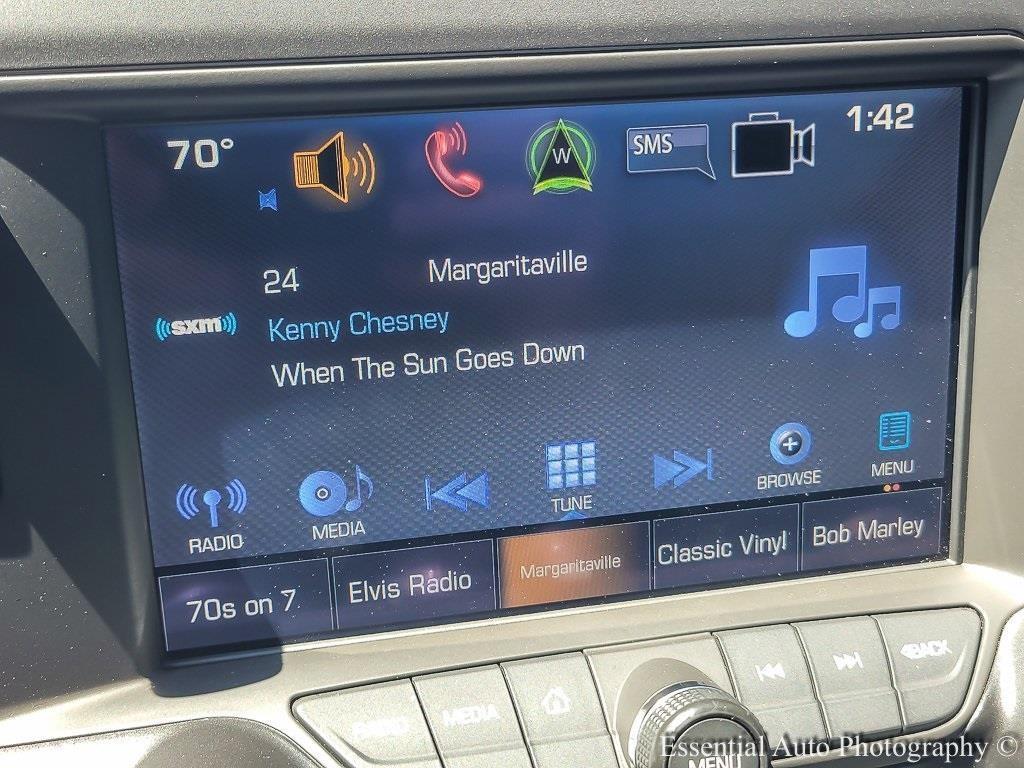 70° SMS 1:42
W
24 Margaritaville
sxm
Kenny Chesney
When The Sun Goes Down
RADIO MEDIA TUNE BROWSE MENU
70s on 7 Elvis Radio Margaritaville Classic Vinyl Bob Marley
RADIO MEDIA BACK
MENU
Essential Auto Photography ©